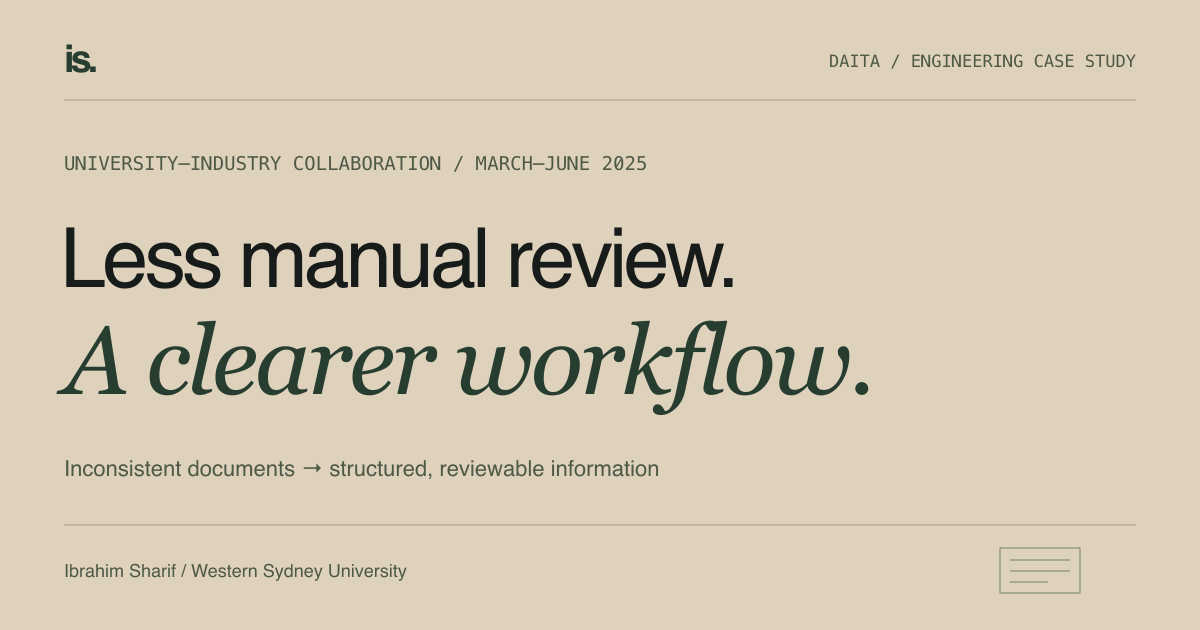 is.
DAITA / ENGINEERING CASE STUDY
UNIVERSITY—INDUSTRY COLLABORATION / MARCH—JUNE 2025
Less manual review.
A clearer workflow.
Inconsistent documents → structured, reviewable information
Ibrahim Sharif / Western Sydney University